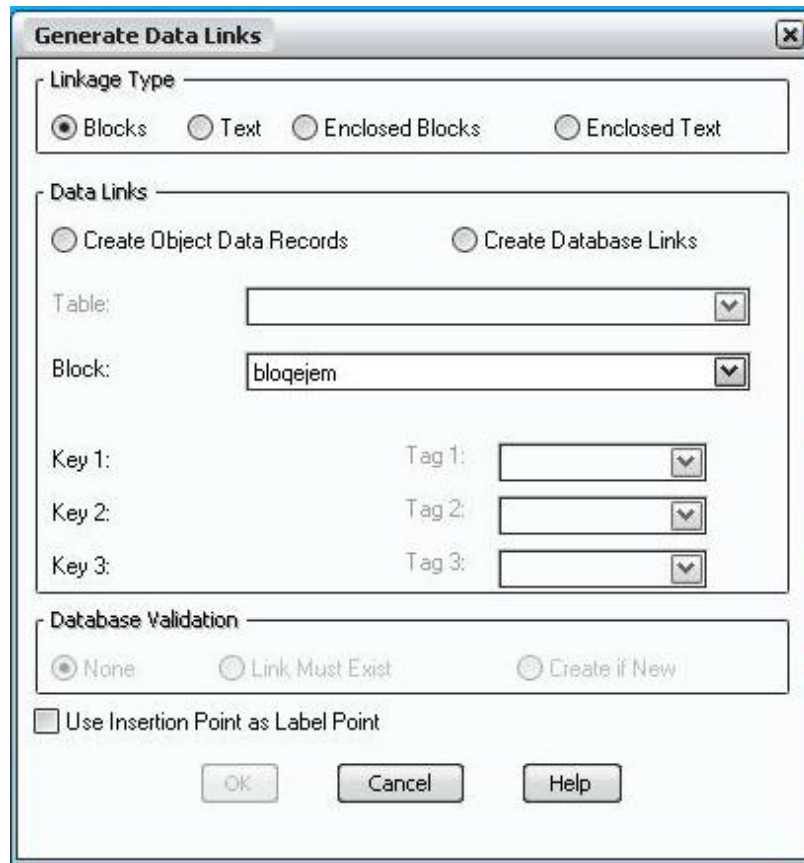 Generate Data Links
Linkage Type
Blocks Text Enclosed Blocks Enclosed Text
Data Links
Create Object Data Records Create Database Links
Table:
Block: bloqejem
Key 1: Tag 1:
Key 2: Tag 2:
Key 3: Tag 3:
Database Validation
None Link Must Exist Create if New
Use Insertion Point as Label Point
OK Cancel Help